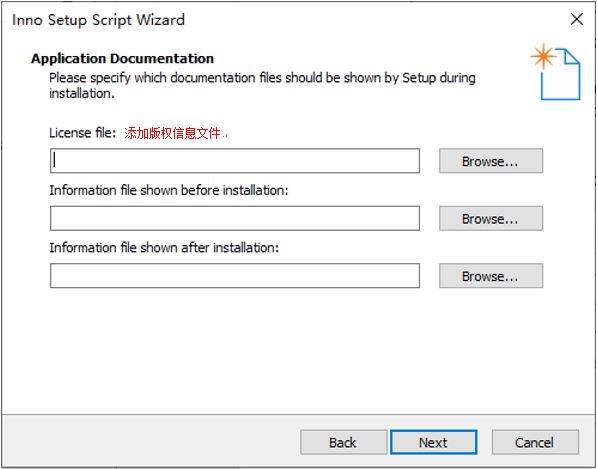 Inno Setup Script Wizard
Application Documentation
Please specify which documentation files should be shown by Setup during
installation.
License file: 添加版权信息文件
Browse...
Information file shown before installation:
Browse...
Information file shown after installation:
Browse...
Back Next Cancel